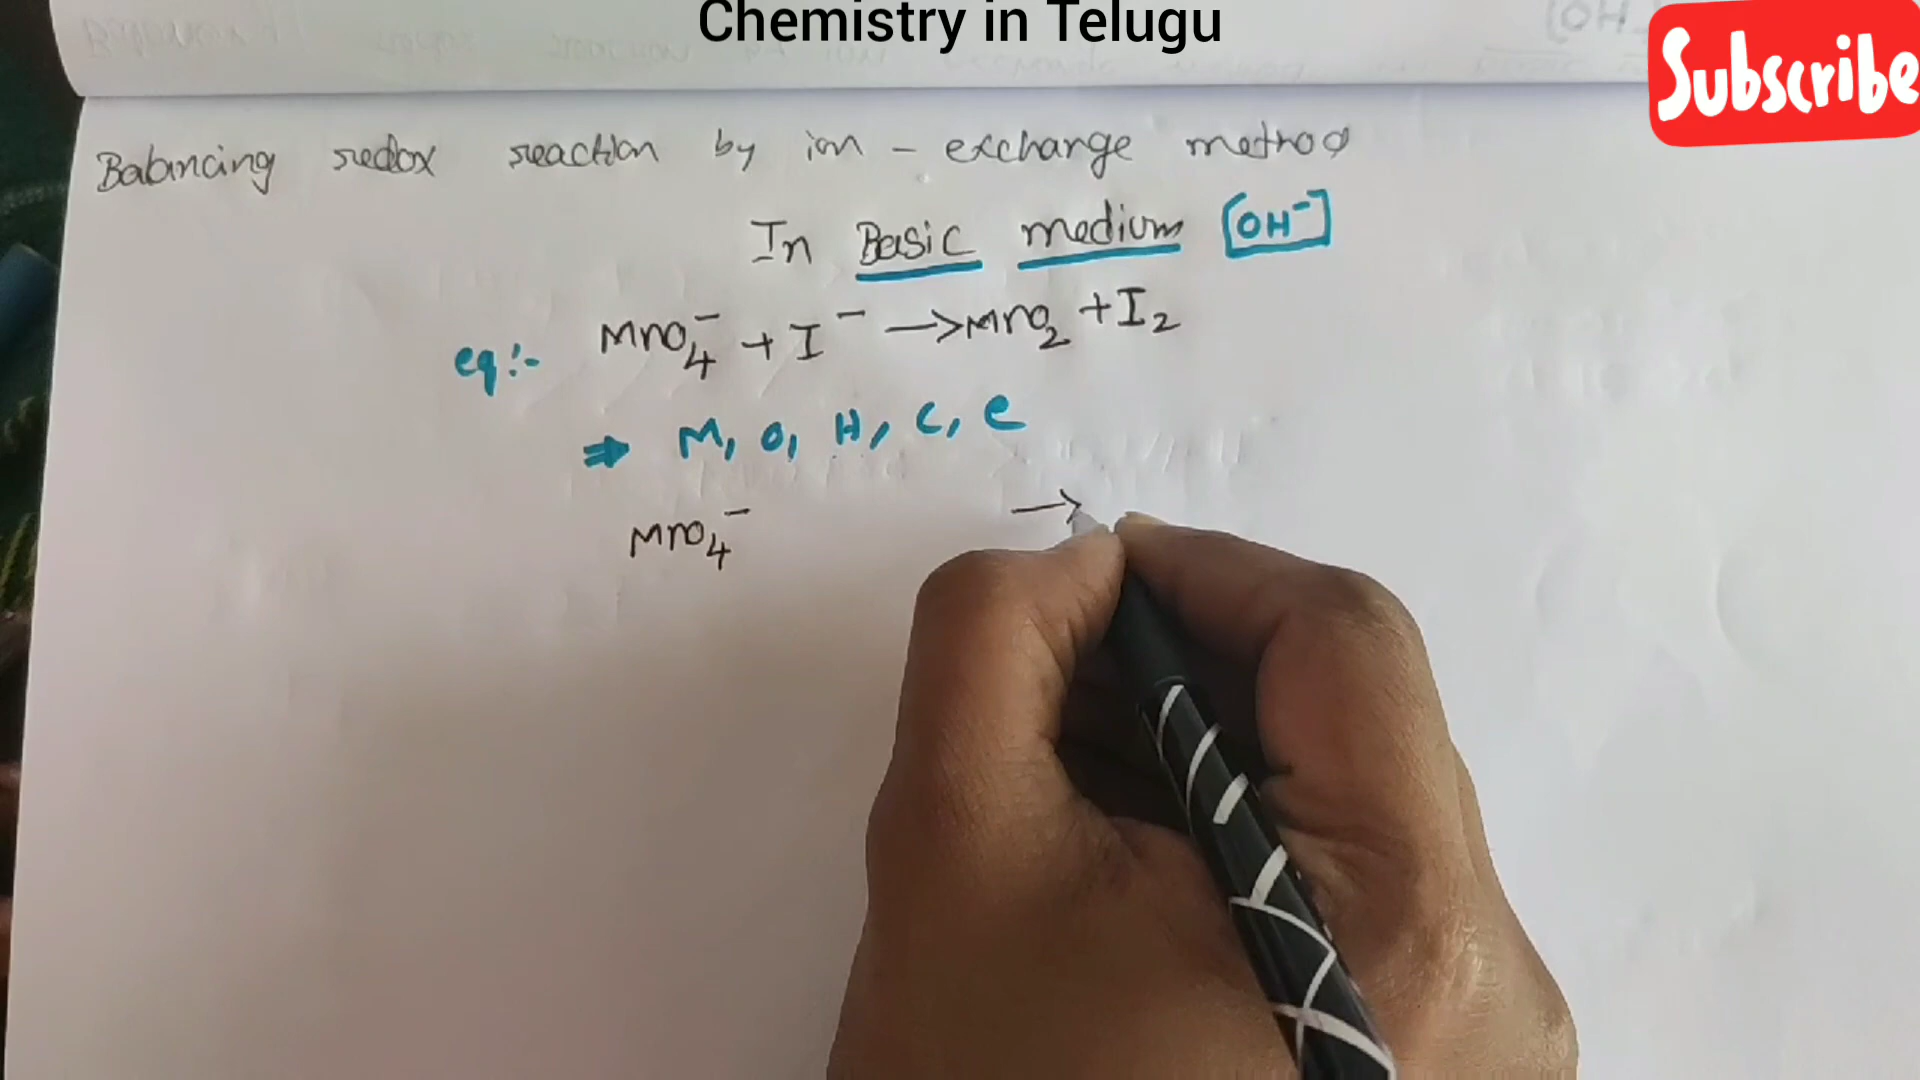 Chemistry in Telugu
Subscribe
Balancing redox reaction by ion - exchange method
In Basic medium [OH⁻]
eq:- MnO₄⁻ + I⁻ → MnO₂ + I₂
⇒ M, O, H, C, e
MnO₄⁻ →